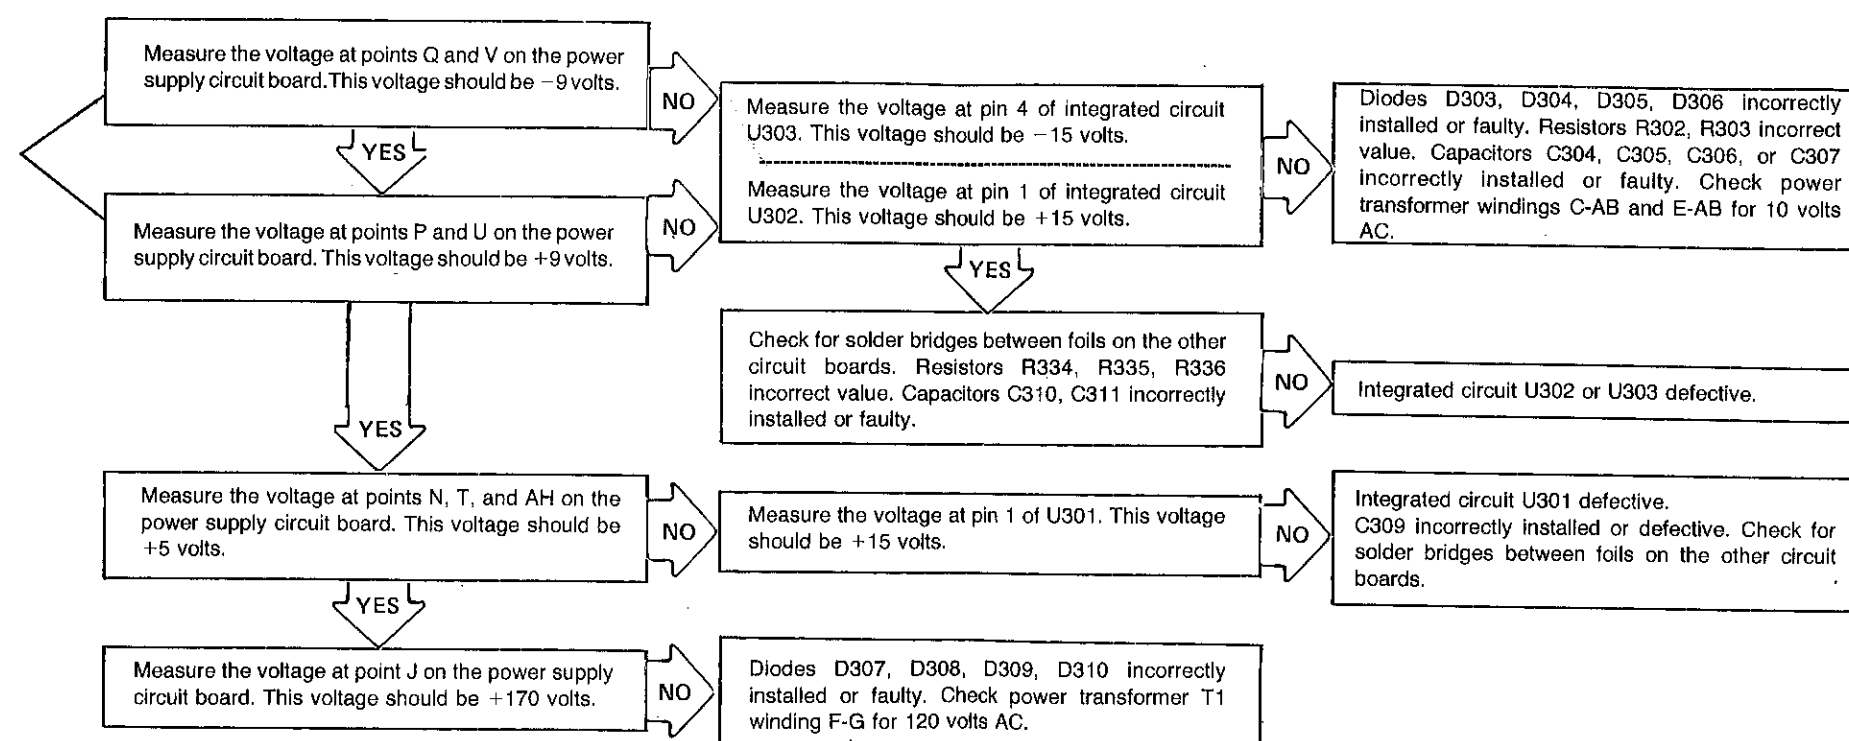 Measure the voltage at points Q and V on the power
supply circuit board. This voltage should be −9 volts.
NO
YES
Measure the voltage at points P and U on the power
supply circuit board. This voltage should be +9 volts.
NO
Measure the voltage at pin 4 of integrated circuit
U303. This voltage should be −15 volts.
Measure the voltage at pin 1 of integrated circuit
U302. This voltage should be +15 volts.
NO
Diodes D303, D304, D305, D306 incorrectly
installed or faulty. Resistors R302, R303 incorrect
value. Capacitors C304, C305, C306, or C307
incorrectly installed or faulty. Check power
transformer windings C-AB and E-AB for 10 volts
AC.
YES
Check for solder bridges between foils on the other
circuit boards. Resistors R334, R335, R336
incorrect value. Capacitors C310, C311 incorrectly
installed or faulty.
NO
Integrated circuit U302 or U303 defective.
YES
Measure the voltage at points N, T, and AH on the
power supply circuit board. This voltage should be
+5 volts.
NO
Measure the voltage at pin 1 of U301. This voltage
should be +15 volts.
NO
Integrated circuit U301 defective.
C309 incorrectly installed or defective. Check for
solder bridges between foils on the other circuit
boards.
YES
Measure the voltage at point J on the power supply
circuit board. This voltage should be +170 volts.
NO
Diodes D307, D308, D309, D310 incorrectly
installed or faulty. Check power transformer T1
winding F-G for 120 volts AC.